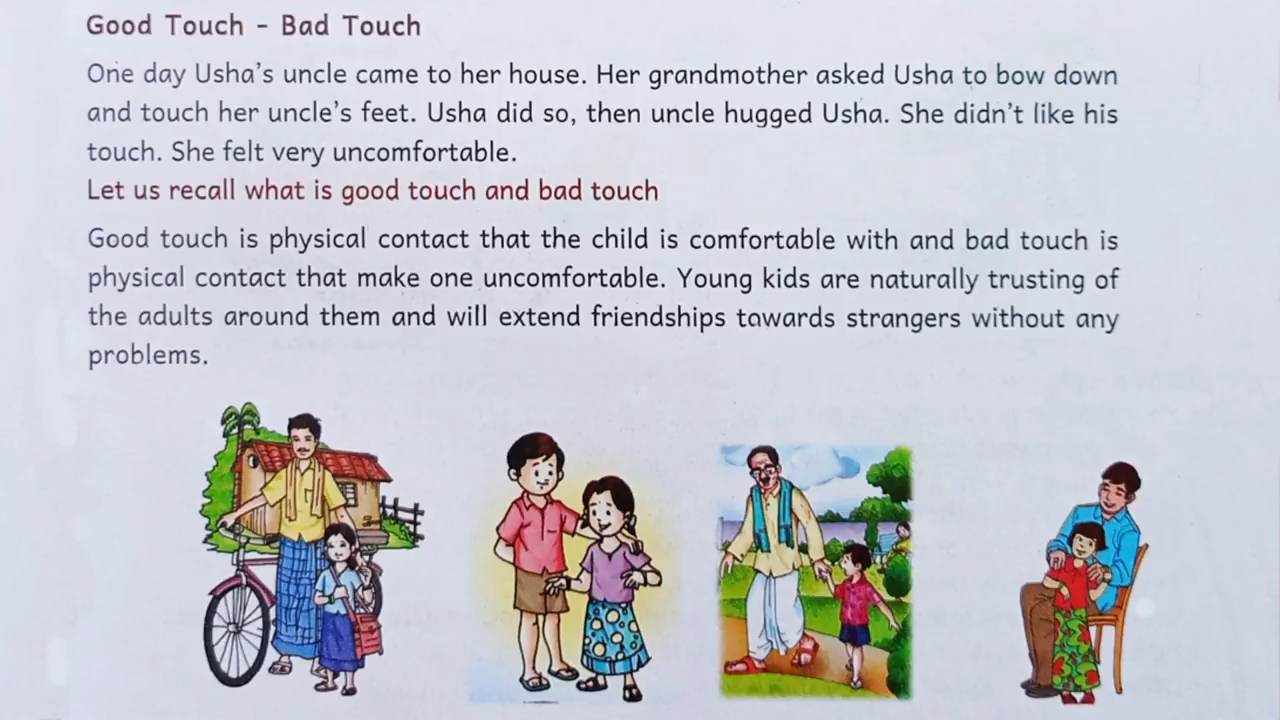 Good Touch - Bad Touch
One day Usha's uncle came to her house. Her grandmother asked Usha to bow down
and touch her uncle's feet. Usha did so, then uncle hugged Usha. She didn't like his
touch. She felt very uncomfortable.
Let us recall what is good touch and bad touch
Good touch is physical contact that the child is comfortable with and bad touch is
physical contact that make one uncomfortable. Young kids are naturally trusting of
the adults around them and will extend friendships towards strangers without any
problems.